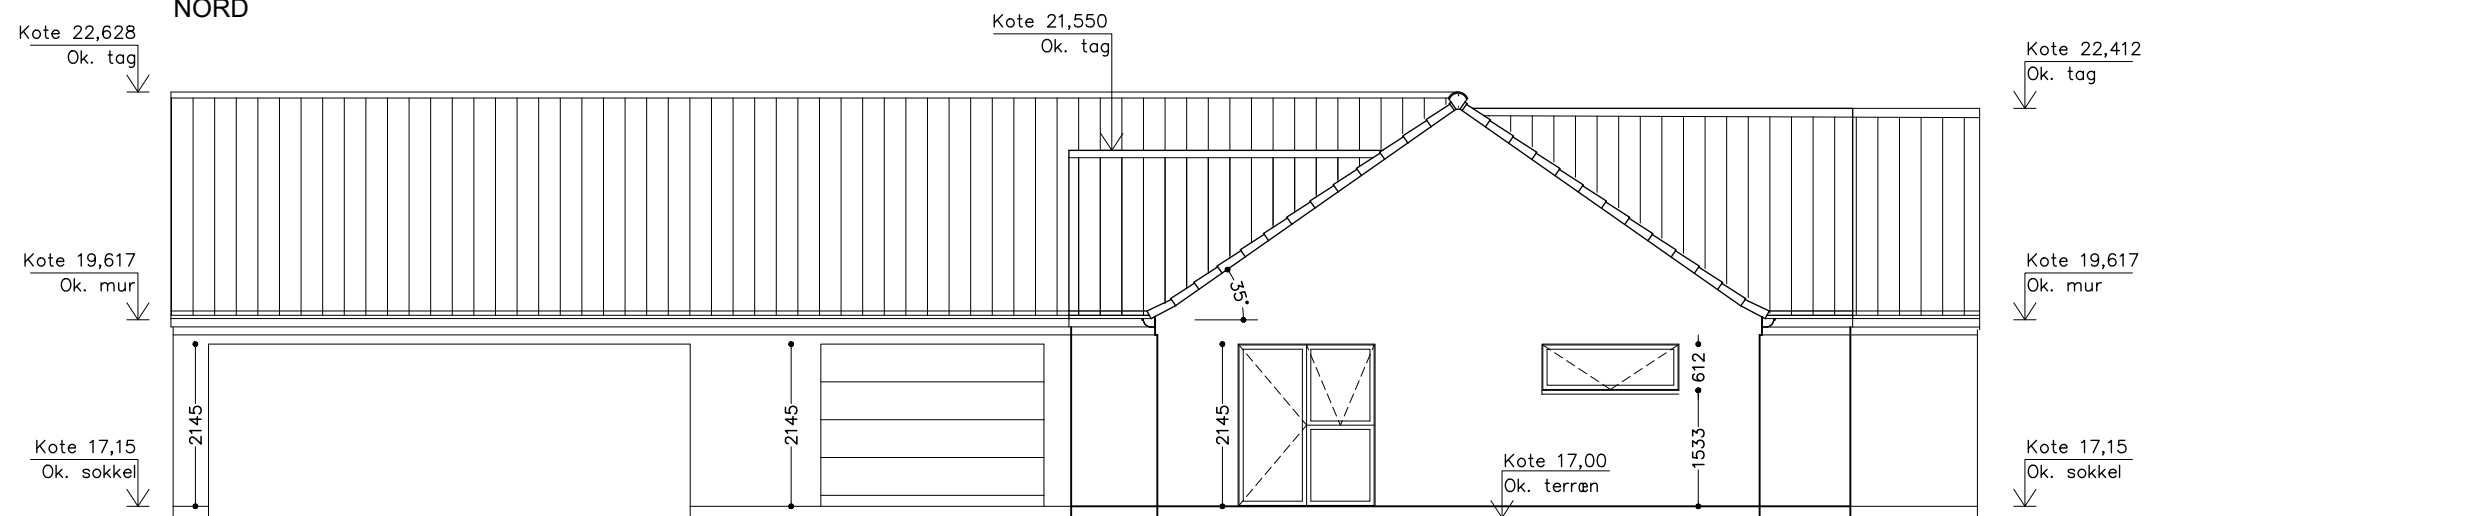 NORD
Kote 22,628
Ok. tag
Kote 21,550
Ok. tag
Kote 22,412
Ok. tag
Kote 19,617
Ok. mur
Kote 19,617
Ok. mur
35°
2145
2145
2145
612
1533
Kote 17,15
Ok. sokkel
Kote 17,00
Ok. terræn
Kote 17,15
Ok. sokkel